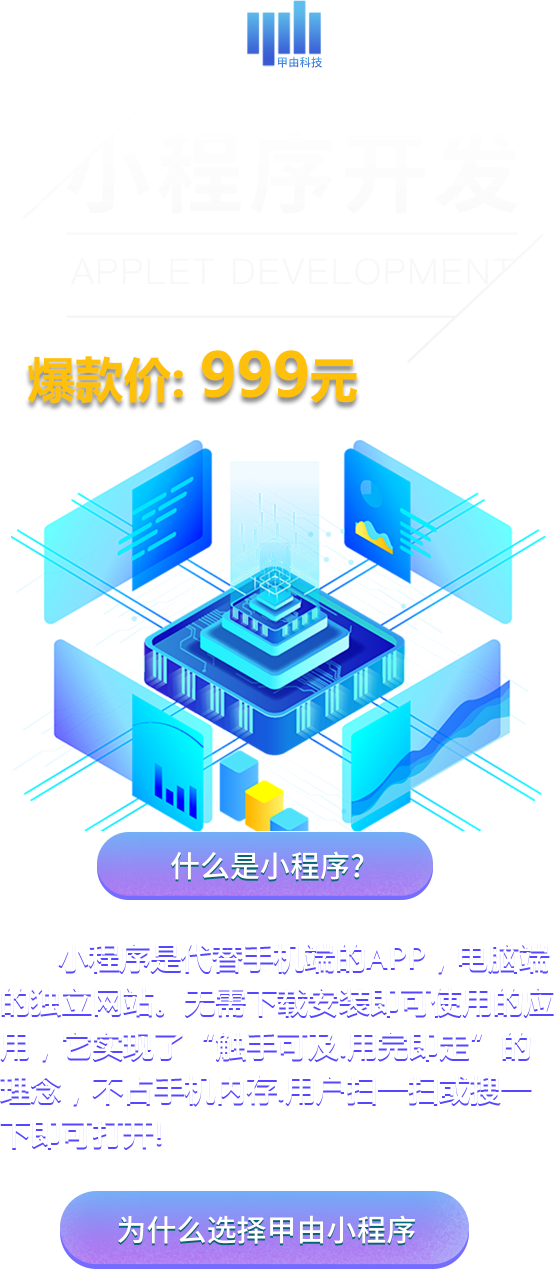 甲由科技
小程序开发
APPLET DEVELOPMENT
爆款价: 999元
什么是小程序?
小程序是代替手机端的APP，电脑端
的独立网站。无需下载安装即可使用的应
用，它实现了“触手可及.用完即走”的
理念，不占手机内存.用户扫一扫或搜一
下即可打开!
为什么选择甲由小程序